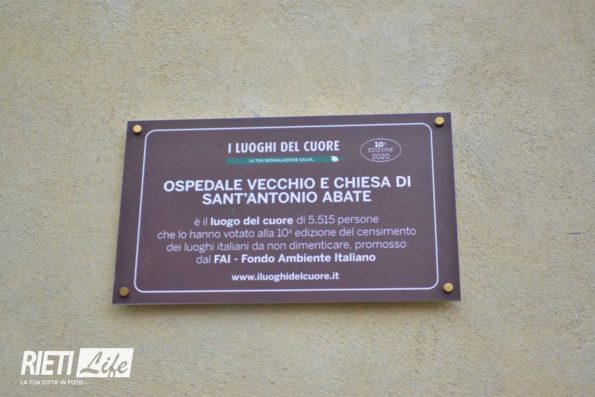 I LUOGHI DEL CUORE
LA TUA SEGNALAZIONE SALVA.
10ª
EDIZIONE
2020
OSPEDALE VECCHIO E CHIESA DI
SANT'ANTONIO ABATE
è il luogo del cuore di 5.515 persone
che lo hanno votato alla 10ª edizione del censimento
dei luoghi italiani da non dimenticare, promosso
dal FAI - Fondo Ambiente Italiano
www.iluoghidelcuore.it
RIETI Life
LA TUA CITTA' IN FOTO...